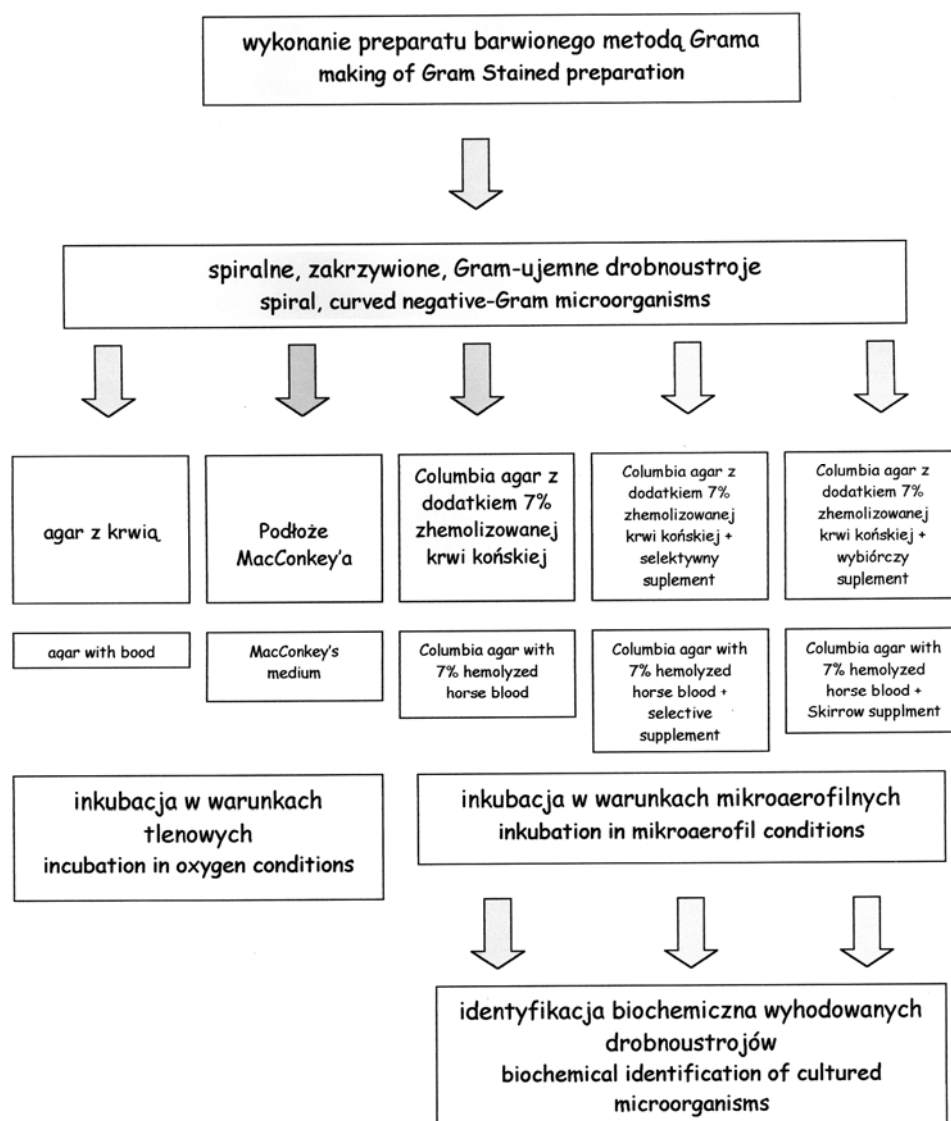 wykonanie preparatu barwionego metodą Grama
making of Gram Stained preparation
spiralne, zakrzywione, Gram-ujemne drobnoustroje
spiral, curved negative-Gram microorganisms
agar z krwią
Podłoże
MacConkey'a
Columbia agar z
dodatkiem 7%
zhemolizowanej
krwi końskiej
Columbia agar z
dodatkiem 7%
zhemolizowanej
krwi końskiej +
selektywny
suplement
Columbia agar z
dodatkiem 7%
zhemolizowanej
krwi końskiej +
wybiórczy
suplement
agar with bood
MacConkey's
medium
Columbia agar with
7% hemolyzed
horse blood
Columbia agar with
7% hemolyzed
horse blood +
selective
supplement
Columbia agar with
7% hemolyzed
horse blood +
Skirrow supplment
inkubacja w warunkach
tlenowych
incubation in oxygen conditions
inkubacja w warunkach mikroaerofilnych
inkubation in mikroaerofil conditions
identyfikacja biochemiczna wyhodowanych
drobnoustrojów
biochemical identification of cultured
microorganisms